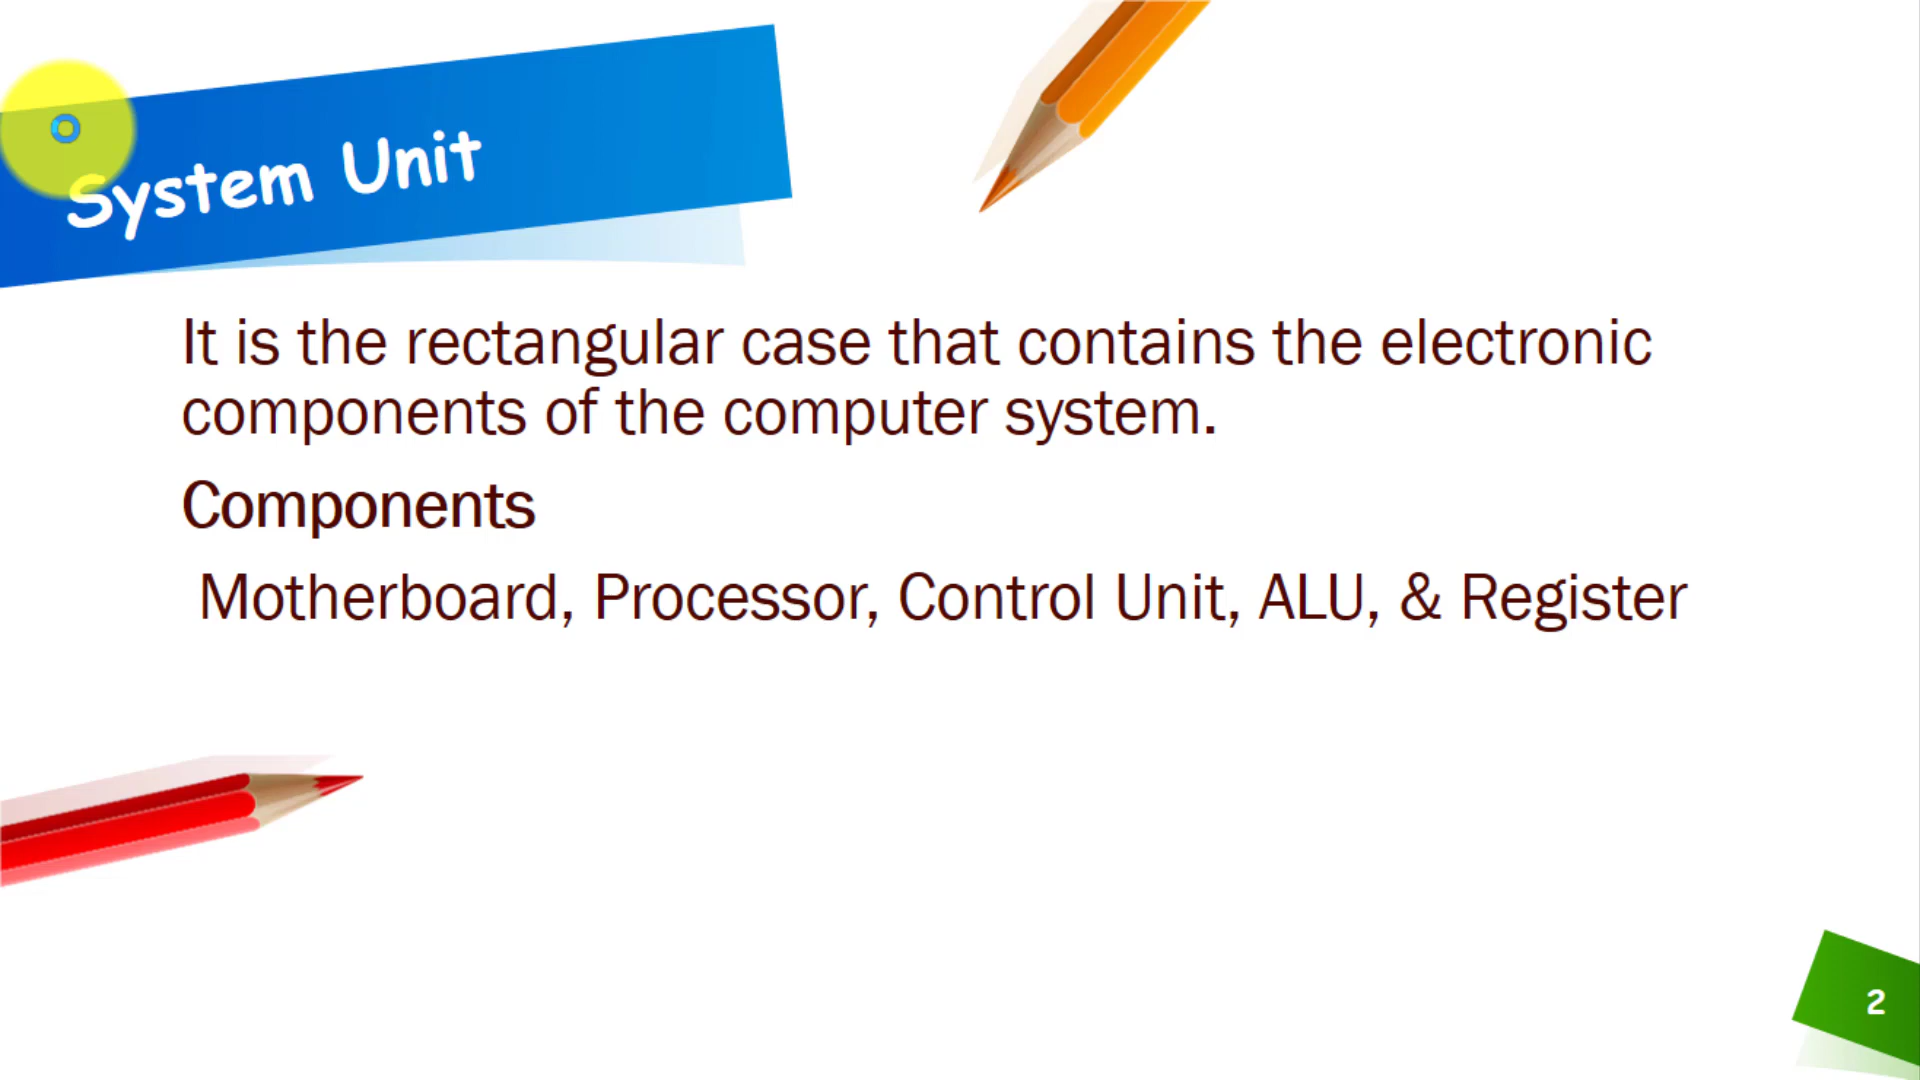 System Unit
It is the rectangular case that contains the electronic
components of the computer system.
Components
Motherboard, Processor, Control Unit, ALU, & Register
2